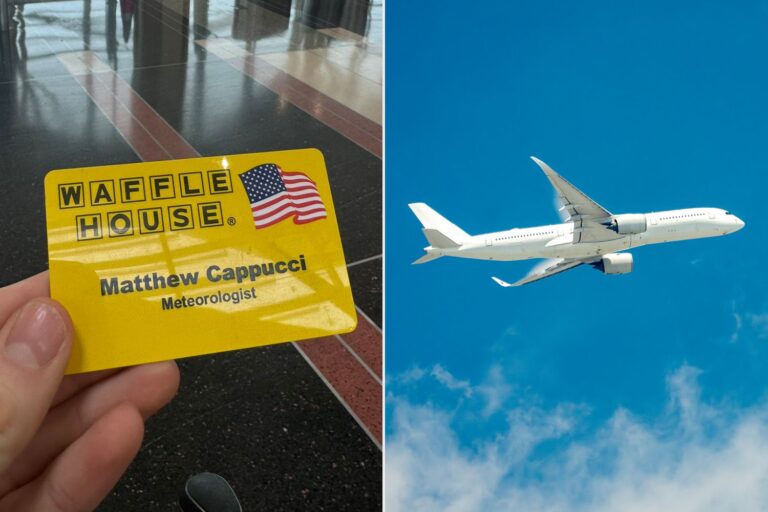 WAFFLE
HOUSE®
Matthew Cappucci
Meteorologist